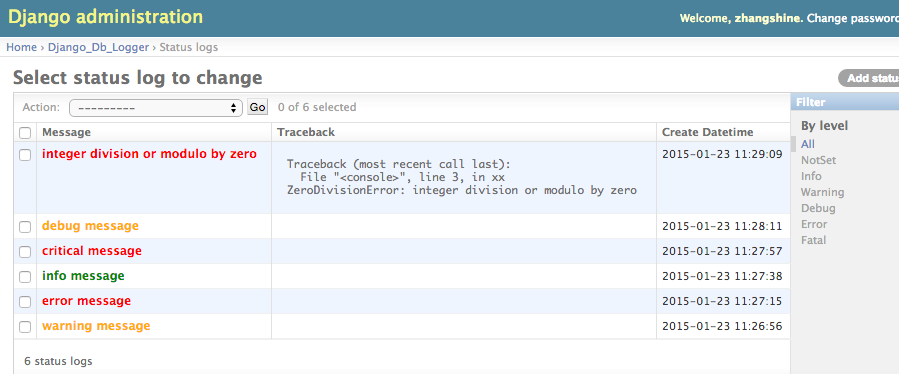 Django administration
Welcome, zhangshine. Change password
Home › Django_Db_Logger › Status logs
Select status log to change
Add statu
Action: --------- Go 0 of 6 selected
Filter
Message Traceback Create Datetime
By level
All
NotSet
Info
Warning
Debug
Error
Fatal
integer division or modulo by zero
Traceback (most recent call last):
File "<console>", line 3, in xx
ZeroDivisionError: integer division or modulo by zero
2015-01-23 11:29:09
debug message 2015-01-23 11:28:11
critical message 2015-01-23 11:27:57
info message 2015-01-23 11:27:38
error message 2015-01-23 11:27:15
warning message 2015-01-23 11:26:56
6 status logs